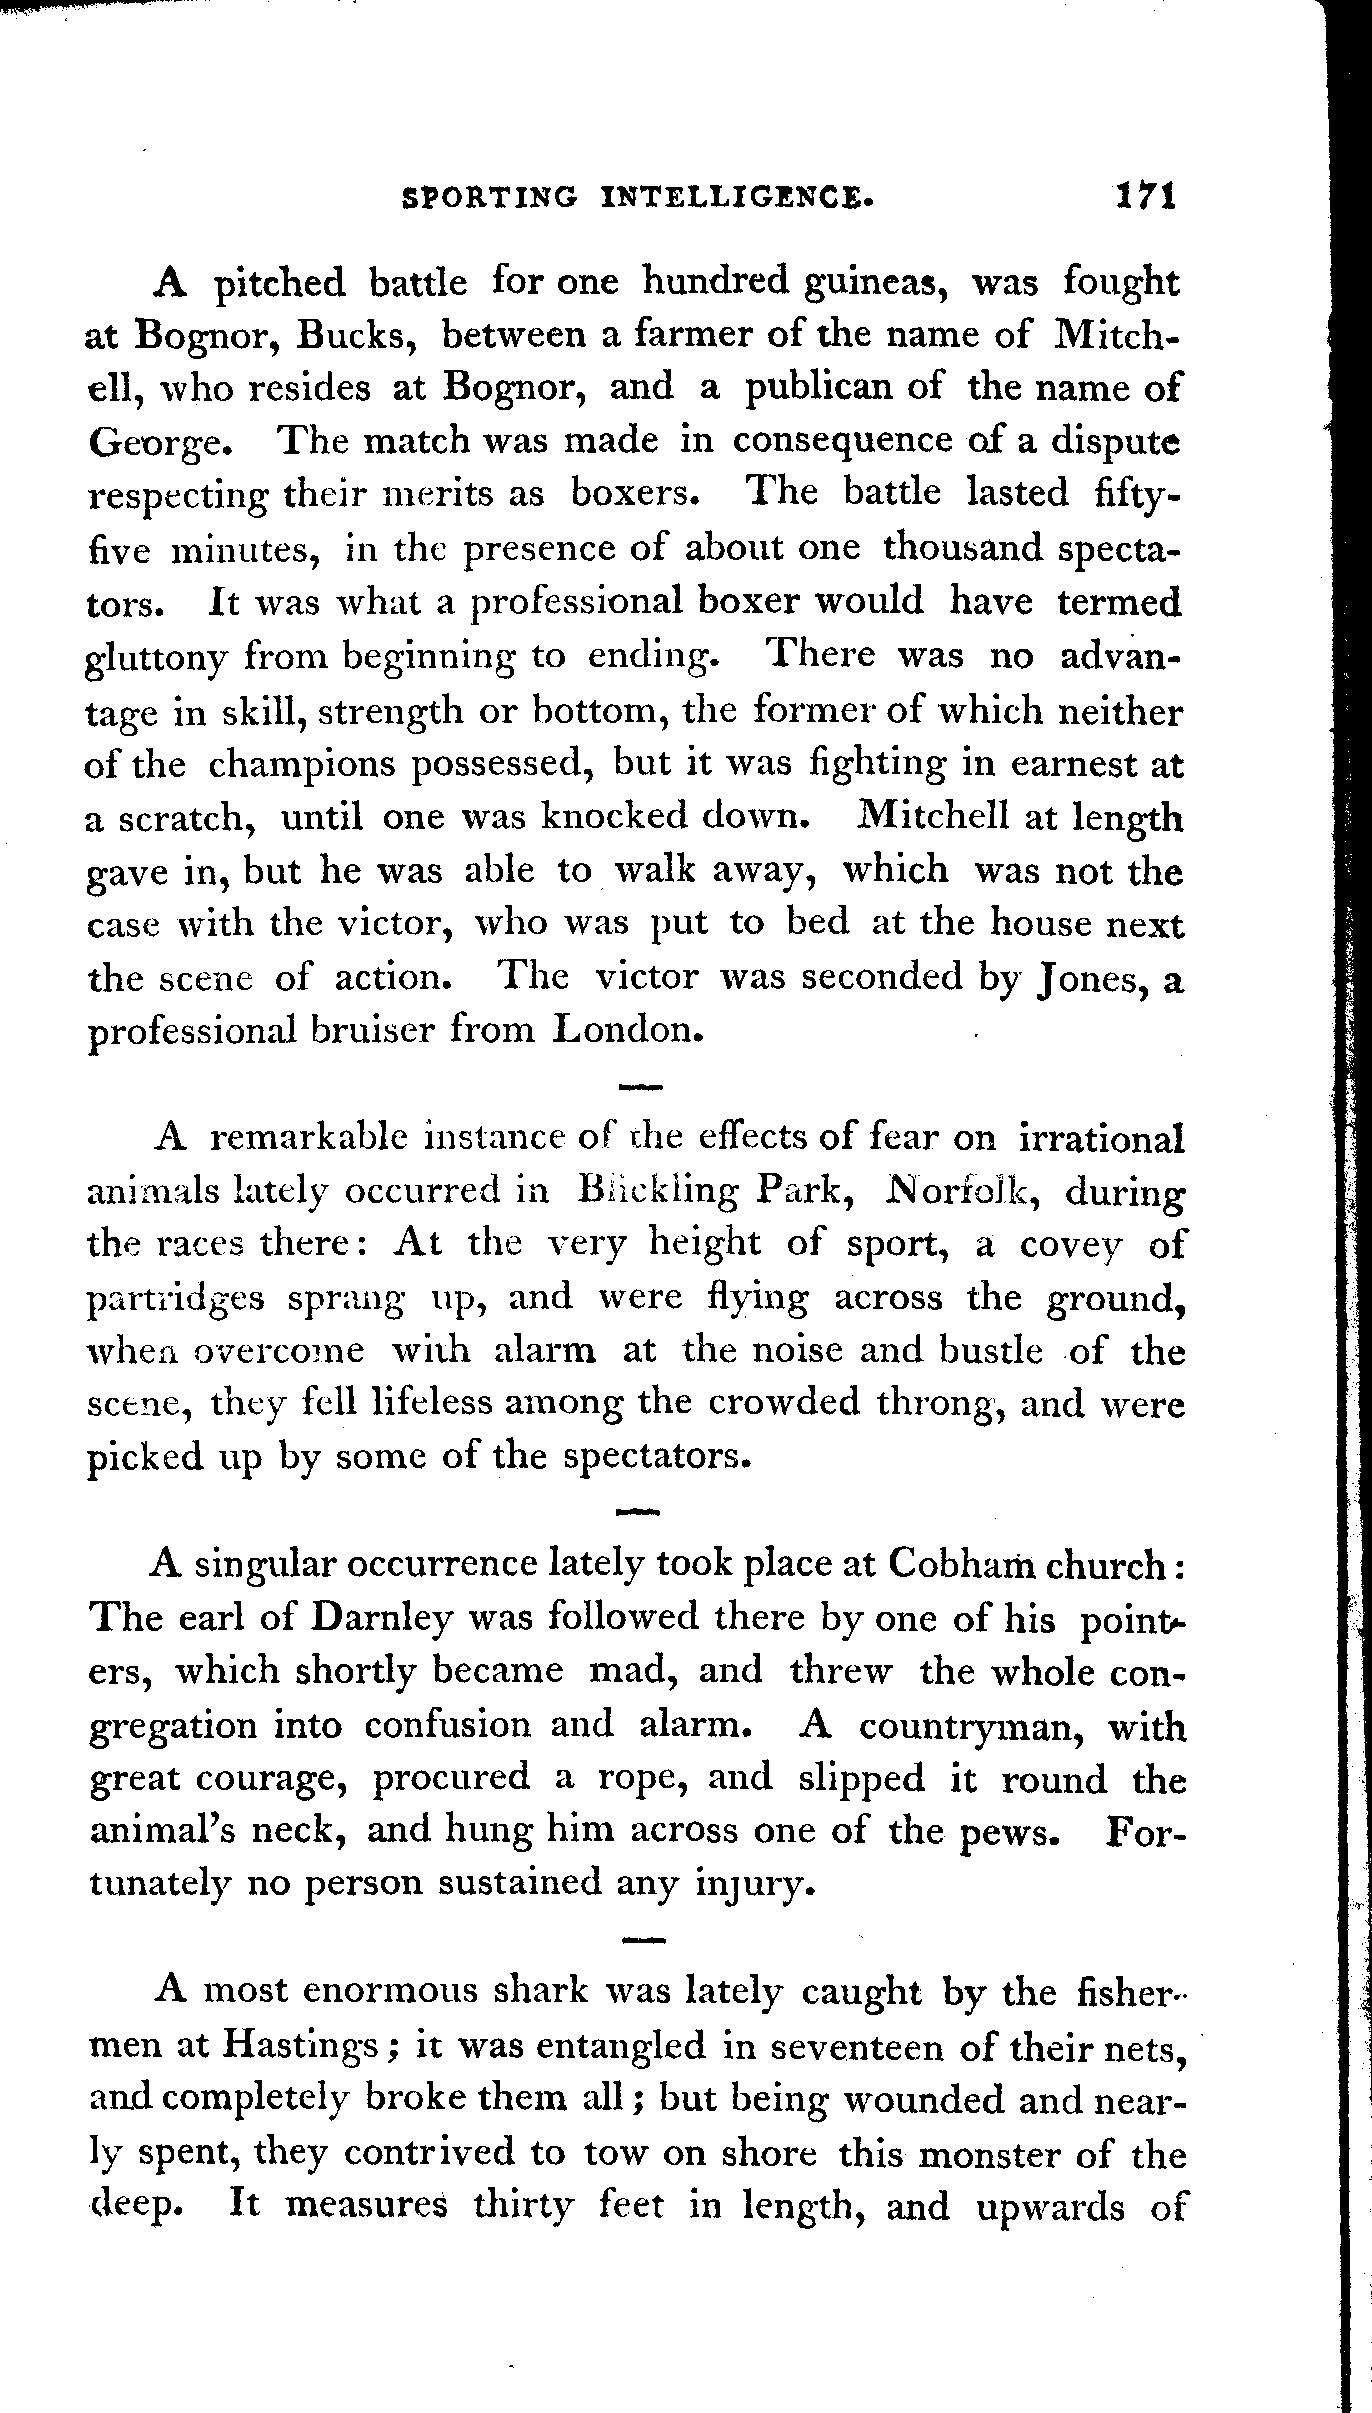 SPORTING INTELLIGENCE. 171
A pitched battle for one hundred guineas, was fought
at Bognor, Bucks, between a farmer of the name of Mitch-
ell, who resides at Bognor, and a publican of the name of
George. The match was made in consequence of a dispute
respecting their merits as boxers. The battle lasted fifty-
five minutes, in the presence of about one thousand specta-
tors. It was what a professional boxer would have termed
gluttony from beginning to ending. There was no advan-
tage in skill, strength or bottom, the former of which neither
of the champions possessed, but it was fighting in earnest at
a scratch, until one was knocked down. Mitchell at length
gave in, but he was able to walk away, which was not the
case with the victor, who was put to bed at the house next
the scene of action. The victor was seconded by Jones, a
professional bruiser from London.
A remarkable instance of the effects of fear on irrational
animals lately occurred in Blickling Park, Norfolk, during
the races there: At the very height of sport, a covey of
partridges sprang up, and were flying across the ground,
when overcome with alarm at the noise and bustle of the
scene, they fell lifeless among the crowded throng, and were
picked up by some of the spectators.
A singular occurrence lately took place at Cobham church:
The earl of Darnley was followed there by one of his point-
ers, which shortly became mad, and threw the whole con-
gregation into confusion and alarm. A countryman, with
great courage, procured a rope, and slipped it round the
animal's neck, and hung him across one of the pews. For-
tunately no person sustained any injury.
A most enormous shark was lately caught by the fisher-
men at Hastings; it was entangled in seventeen of their nets,
and completely broke them all; but being wounded and near-
ly spent, they contrived to tow on shore this monster of the
deep. It measures thirty feet in length, and upwards of